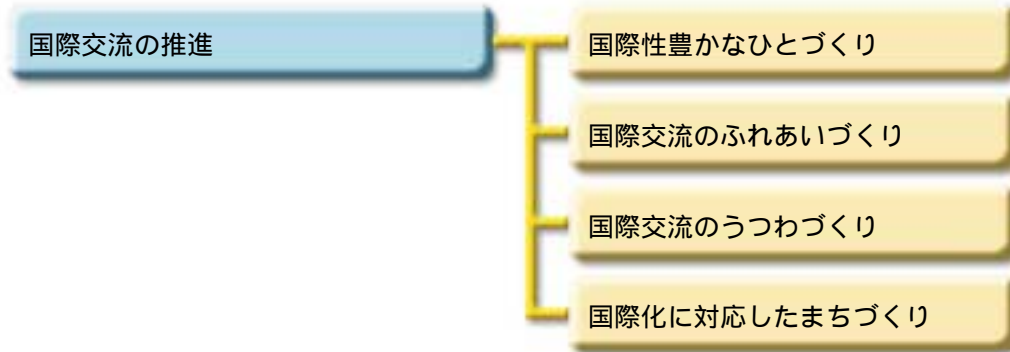 国際交流の推進
国際性豊かなひとづくり
国際交流のふれあいづくり
国際交流のうつわづくり
国際化に対応したまちづくり